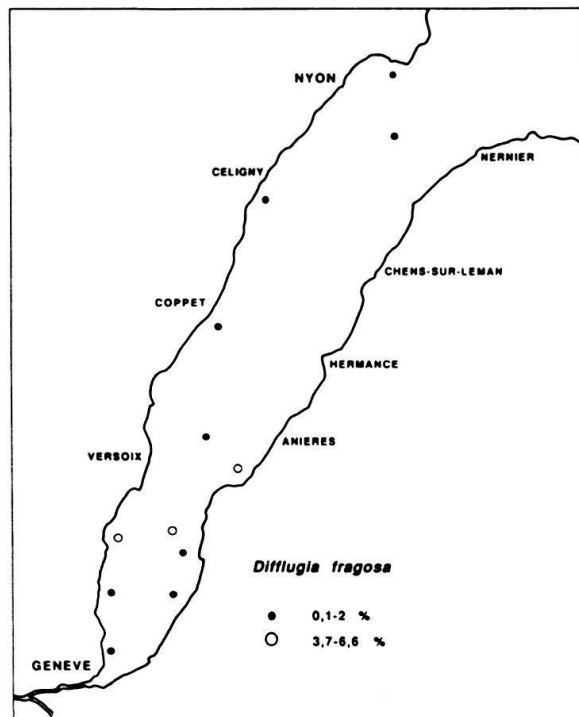 NYON
NERNIER
CELIGNY
CHENS-SUR-LEMAN
COPPET
HERMANCE
ANIERES
VERSOIX
Difflugia fragosa
0,1-2 %
3,7-6,6 %
GENEVE